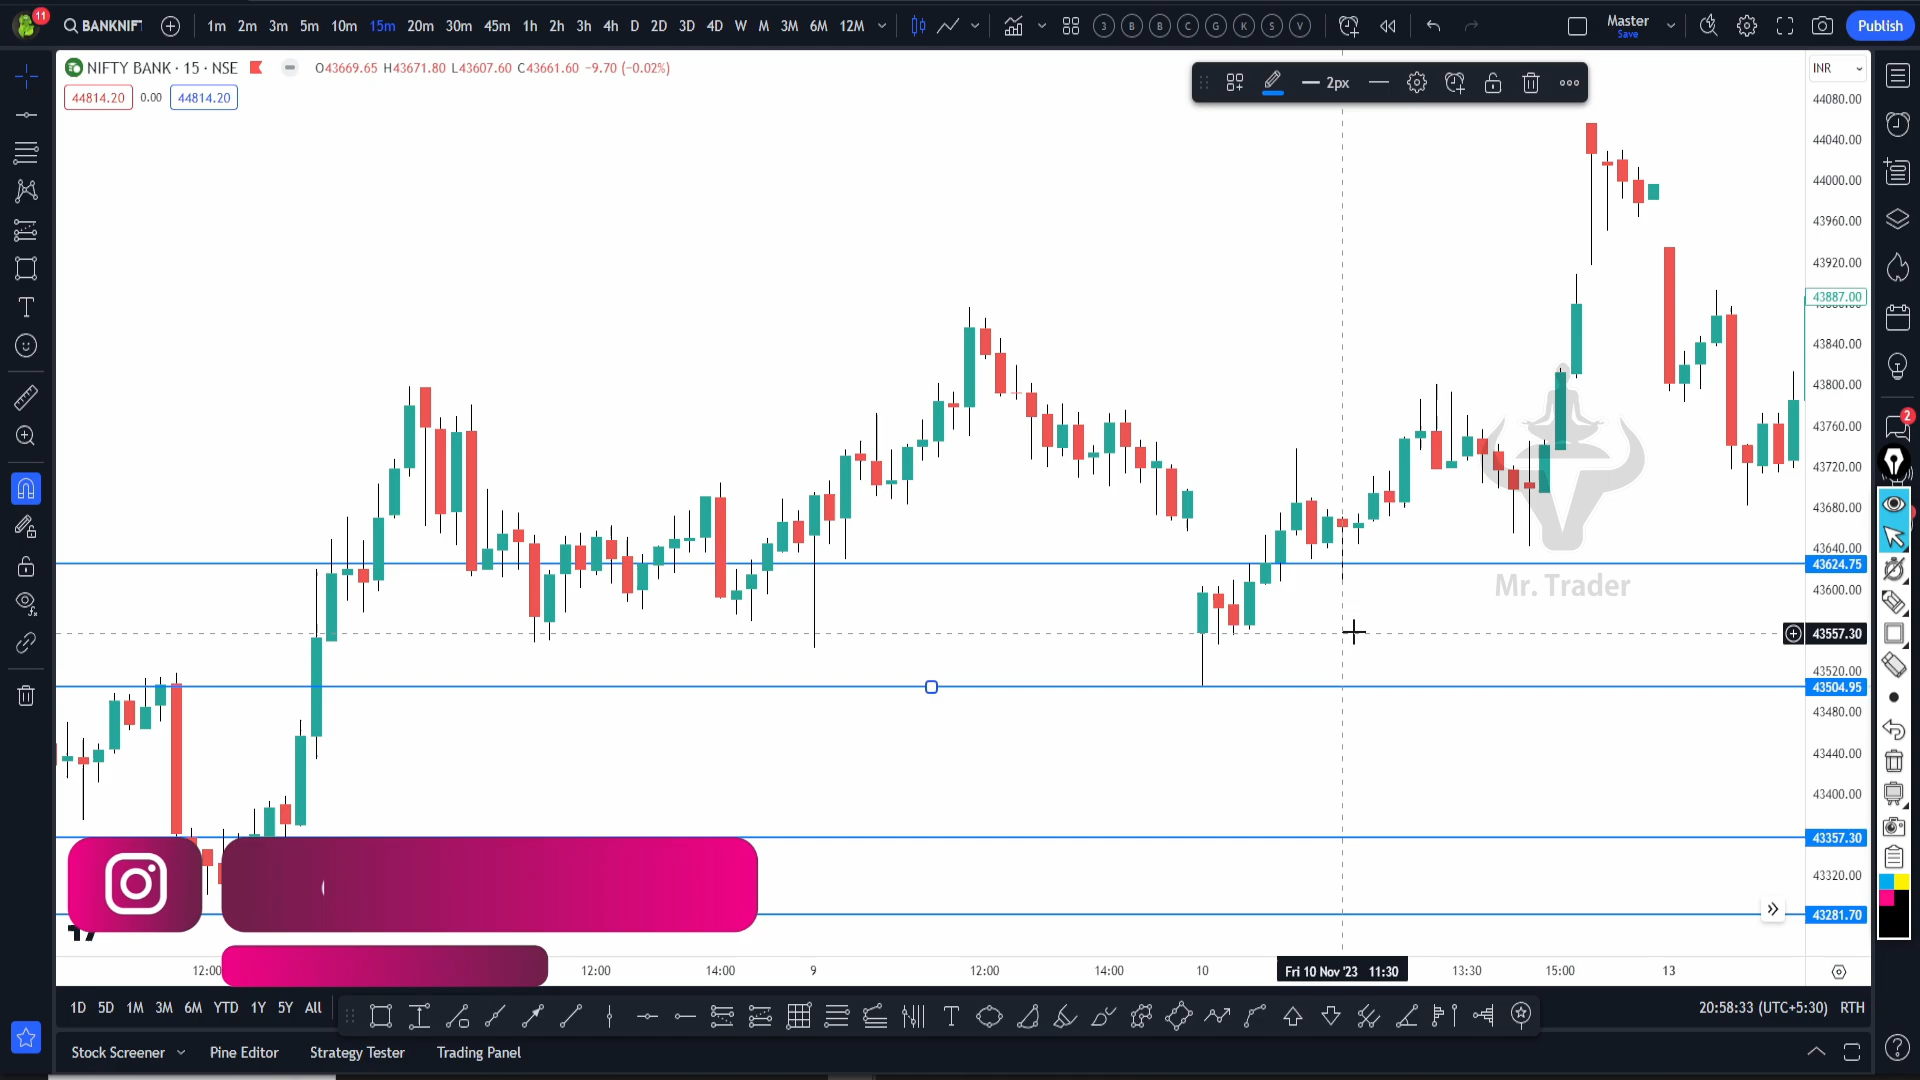 11
BANKNIF
1m 2m 3m 5m 10m 15m 20m 30m 45m 1h 2h 3h 4h D 2D 3D 4D W M 3M 6M 12M
3 B B C G K S V
Master
Save
Publish
NIFTY BANK · 15 · NSE
O43669.65 H43671.80 L43607.60 C43661.60 −9.70 (−0.02%)
44814.20 0.00 44814.20
2px
INR
44080.00
44040.00
44000.00
43960.00
43920.00
43887.00
43840.00
43800.00
43760.00
43720.00
43680.00
43640.00
43624.75
43600.00
43557.30
43520.00
43504.95
43480.00
43440.00
43400.00
43357.30
43320.00
43281.70
2
Mr. Trader
12:00 12:00 14:00 9 12:00 14:00 10 Fri 10 Nov '23 11:30 13:30 15:00 13
1D 5D 1M 3M 6M YTD 1Y 5Y All
20:58:33 (UTC+5:30) RTH
Stock Screener Pine Editor Strategy Tester Trading Panel